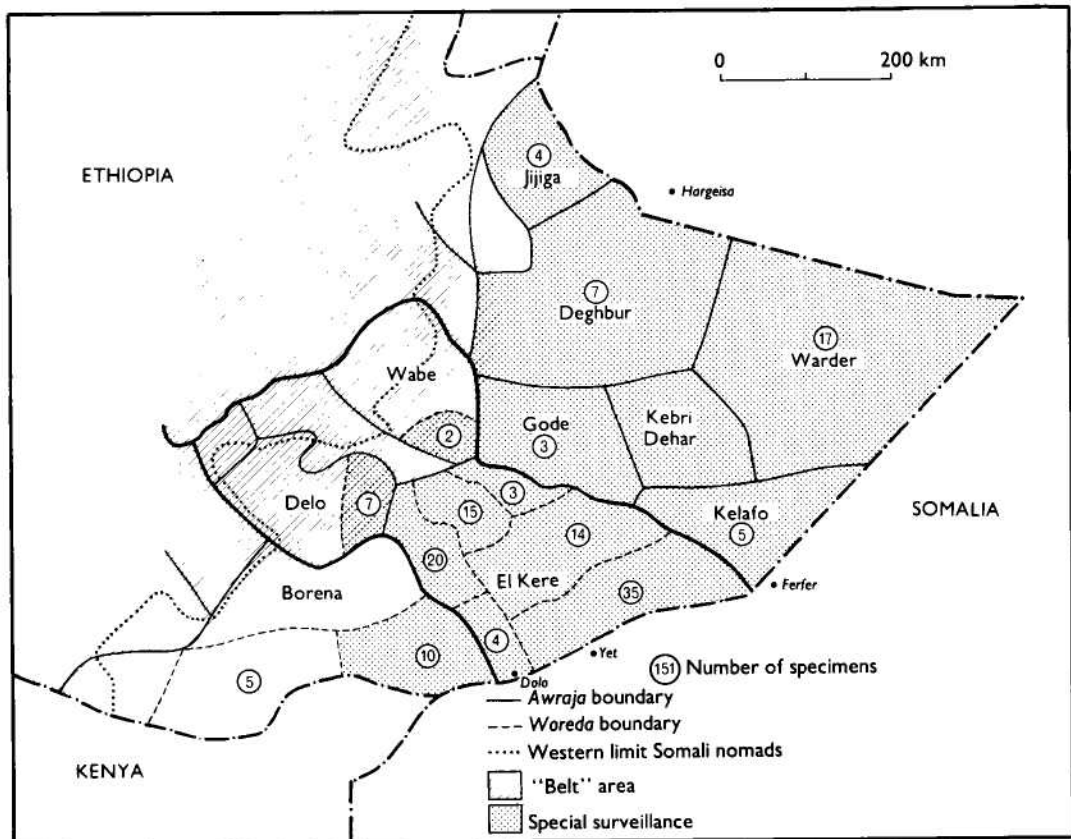 0 200 km
ETHIOPIA
4
Jijiga
Hargeisa
7
Deghbur
17
Warder
Wabe
2
Gode
3
Kebri
Dehar
Delo
7
3
15
14
Kelafo
5
SOMALIA
20
El Kere
35
Ferfer
Borena
10
4
Yet
5
Dolo
151 Number of specimens
Awraja boundary
Woreda boundary
Western limit Somali nomads
KENYA
"Belt" area
Special surveillance